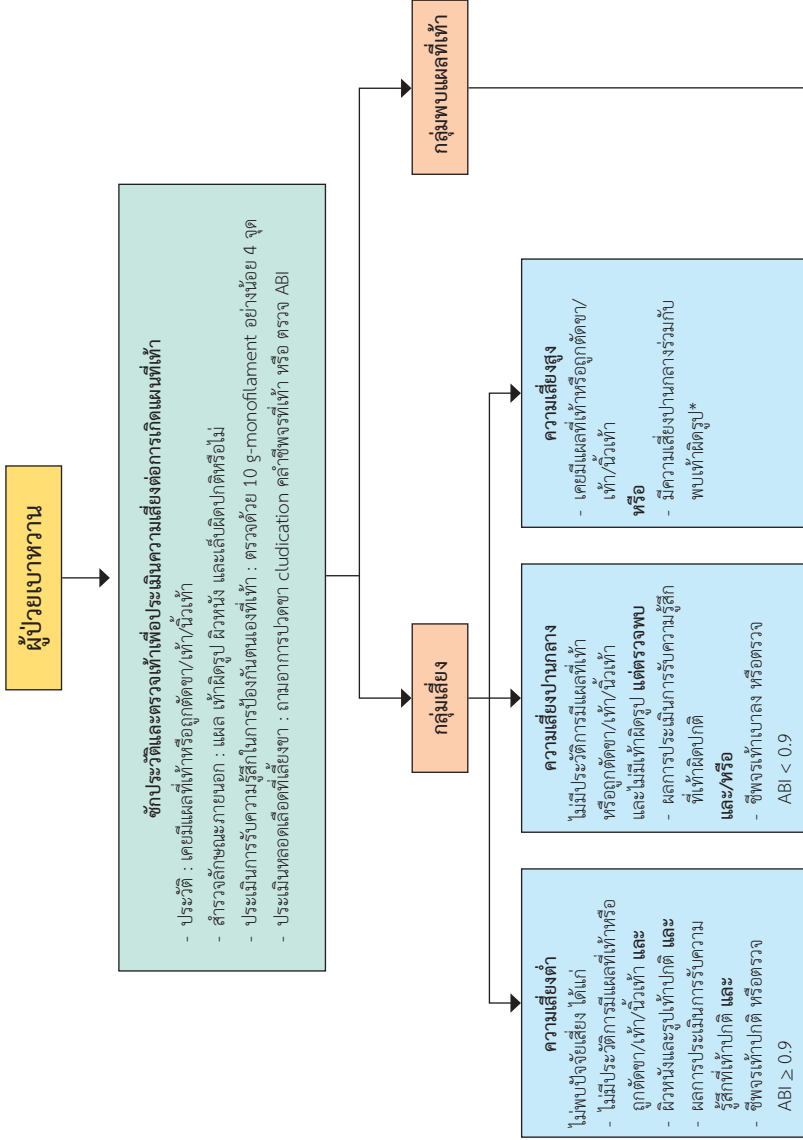 ผู้ป่วยเบาหวาน
ซักประวัติและตรวจเท้าเพื่อประเมินความเสี่ยงต่อการเกิดแผนที่เท้า
- ประวัติ : เคยมีแผลที่เท้าหรือถูกตัดขา/เท้า/นิ้วเท้า
- สำรวจลักษณะภายนอก : แผล เท้าผิดรูป ผิวหนัง และเล็บผิดปกติหรือไม่
- ประเมินการรับความรู้สึกในการป้องกันตนเองที่เท้า : ตรวจด้วย 10 g-monofilament อย่างน้อย 4 จุด
- ประเมินหลอดเลือดที่เลี้ยงขา : ถามอาการปวดขา cludication คลำชีพจรที่เท้า หรือ ตรวจ ABI
กลุ่มเสี่ยง
กลุ่มพบแผลที่เท้า
ความเสี่ยงต่ำ
ไม่พบปัจจัยเสี่ยง ได้แก่
- ไม่มีประวัติการมีแผลที่เท้าหรือ
ถูกตัดขา/เท้า/นิ้วเท้า และ
- ผิวหนังและรูปเท้าปกติ และ
- ผลการประเมินการรับความ
รู้สึกที่เท้าปกติ และ
- ชีพจรเท้าปกติ หรือตรวจ
ABI ≥ 0.9
ความเสี่ยงปานกลาง
ไม่มีประวัติการมีแผลที่เท้า
หรือถูกตัดขา/เท้า/นิ้วเท้า
และไม่มีเท้าผิดรูป แต่ตรวจพบ
- ผลการประเมินการรับความรู้สึก
ที่เท้าผิดปกติ
และ/หรือ
- ชีพจรเท้าเบาลง หรือตรวจ
ABI < 0.9
ความเสี่ยงสูง
- เคยมีแผลที่เท้าหรือถูกตัดขา/
เท้า/นิ้วเท้า
หรือ
- มีความเสี่ยงปานกลางร่วมกับ
พบเท้าผิดรูป*